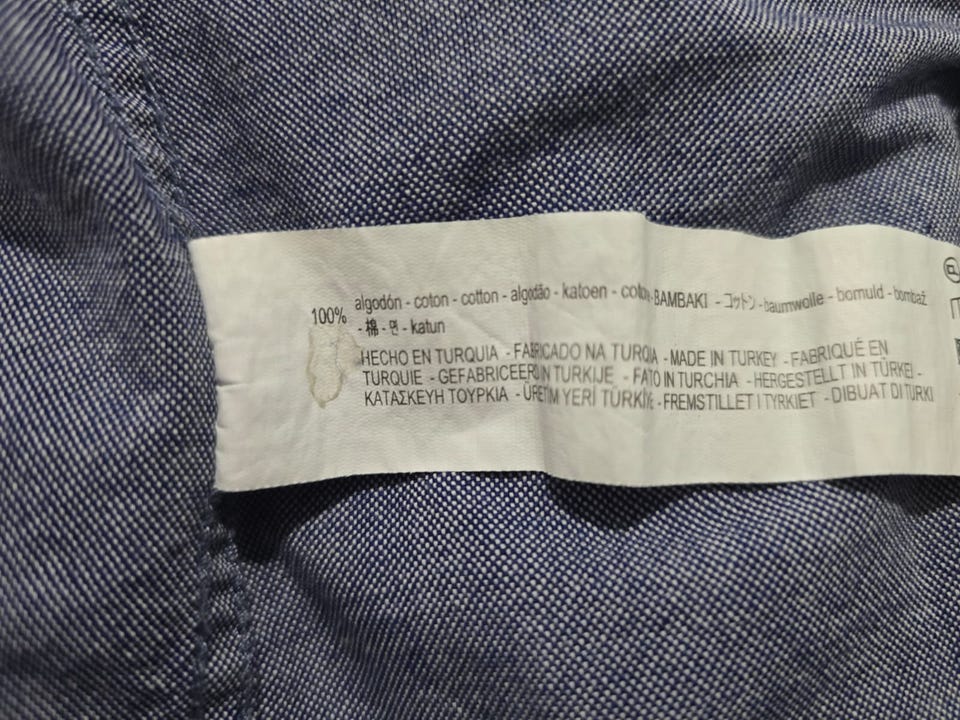 100% algodón - coton - cotton - algodão - katoen - coton - BAMBAKI - コットン - baumwolle - bomuld - bombaž
- 棉 - 면 - katun
HECHO EN TURQUIA - FABRICADO NA TURQIA - MADE IN TURKEY - FABRIQUÉ EN
TURQUIE - GEFABRICEERD IN TURKIJE - FATO IN TURCHIA - HERGESTELLT IN TÜRKEI -
ΚΑΤΑΣΚΕΥΗ ΤΟΥΡΚΙΑ - ÜRETIM YERİ TÜRKİYE - FREMSTILLET I TYRKIET - DIBUAT DI TURKI